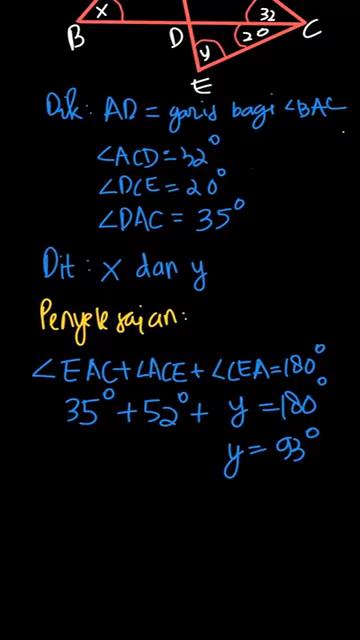 x
32
B
D
C
y
20
E
Dik: AD = garis bagi ∠BAC
∠ACD = 32°
∠DCE = 20°
∠DAC = 35°
Dit: x dan y
Penyelesaian:
∠EAC + ∠ACE + ∠CEA = 180°
35° + 52° + y = 180°
y = 93°